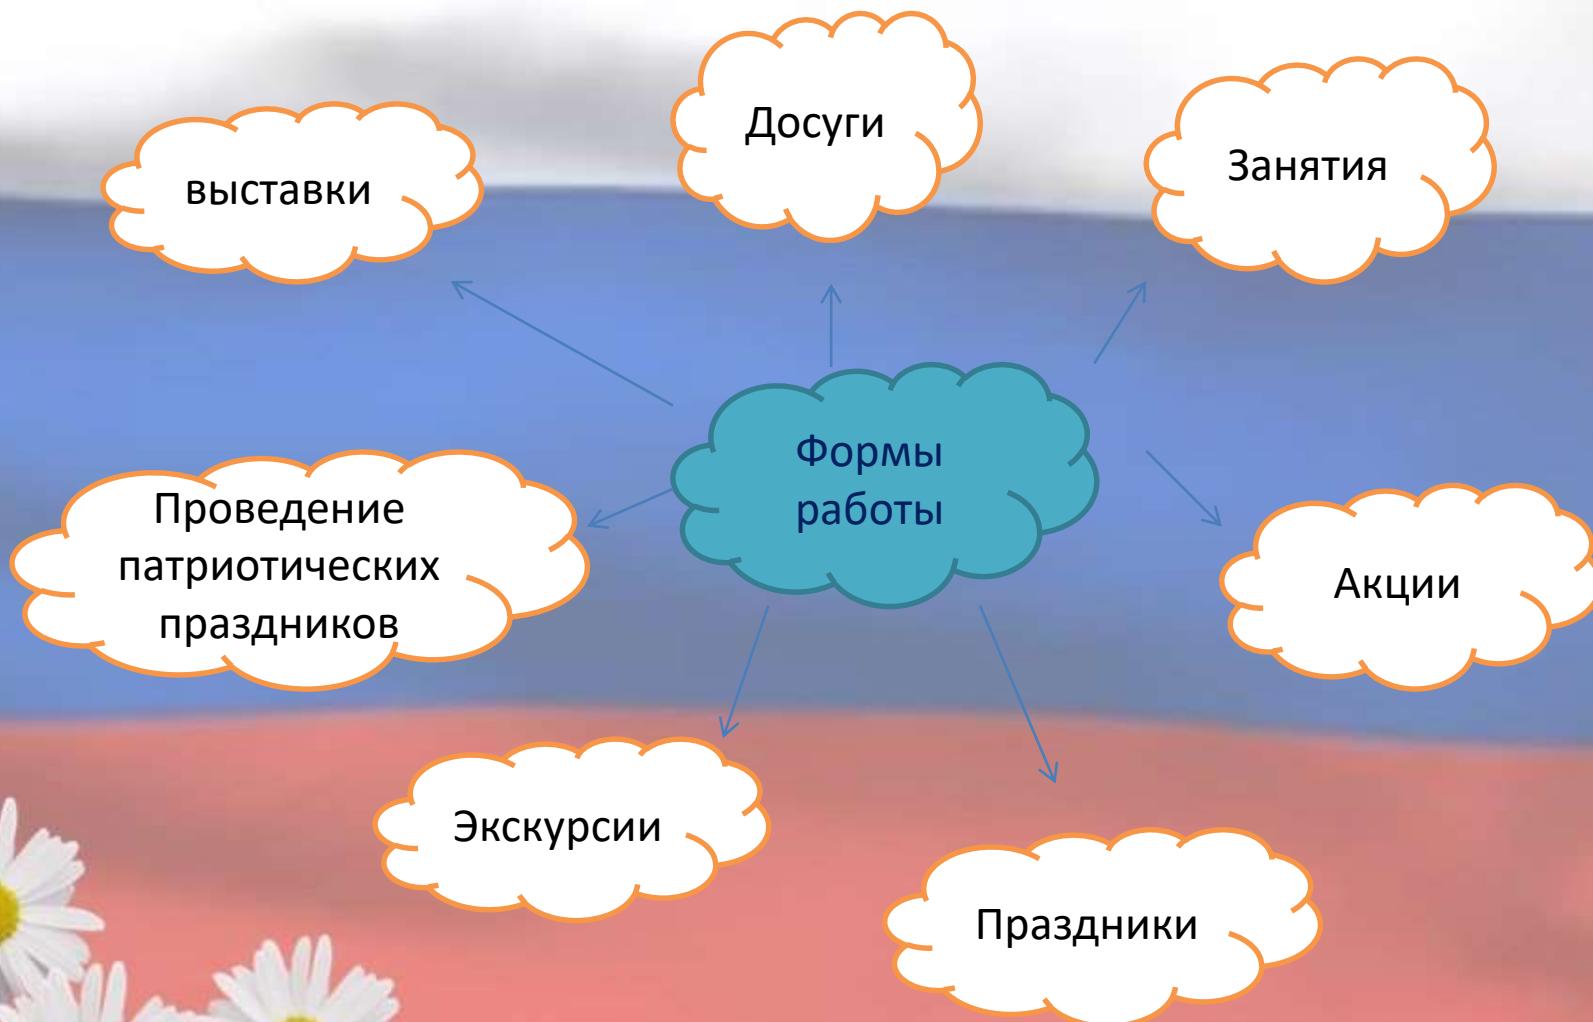 Досуги
Занятия
выставки
Формы
работы
Проведение
патриотических
праздников
Акции
Экскурсии
Праздники